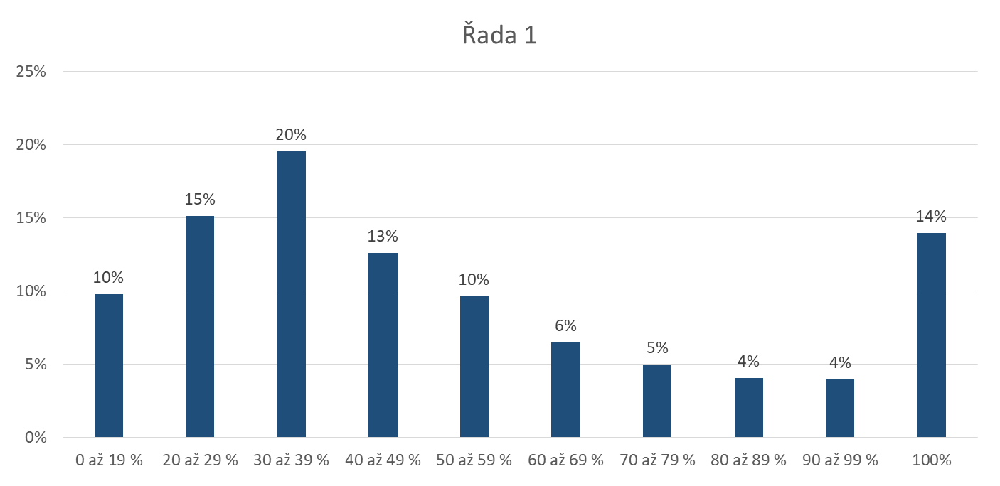 Řada 1
25%
20%
15%
10%
5%
0%
10%
15%
20%
13%
10%
6%
5%
4%
4%
14%
0 až 19 %
20 až 29 %
30 až 39 %
40 až 49 %
50 až 59 %
60 až 69 %
70 až 79 %
80 až 89 %
90 až 99 %
100%